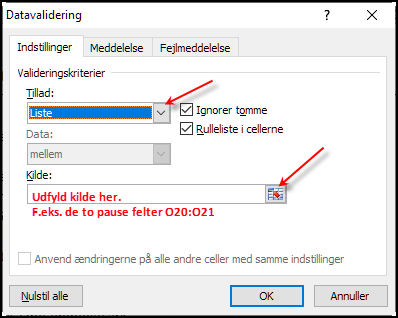 Datavalidering
Indstillinger Meddelelse Fejlmeddelelse
Valideringskriterier
Tillad:
Liste
Ignorer tomme
Rulleliste i cellerne
Data:
mellem
Kilde:
Udfyld kilde her.
F.eks. de to pause felter O20:O21
Anvend ændringerne på alle andre celler med samme indstillinger
Nulstil alle OK Annuller